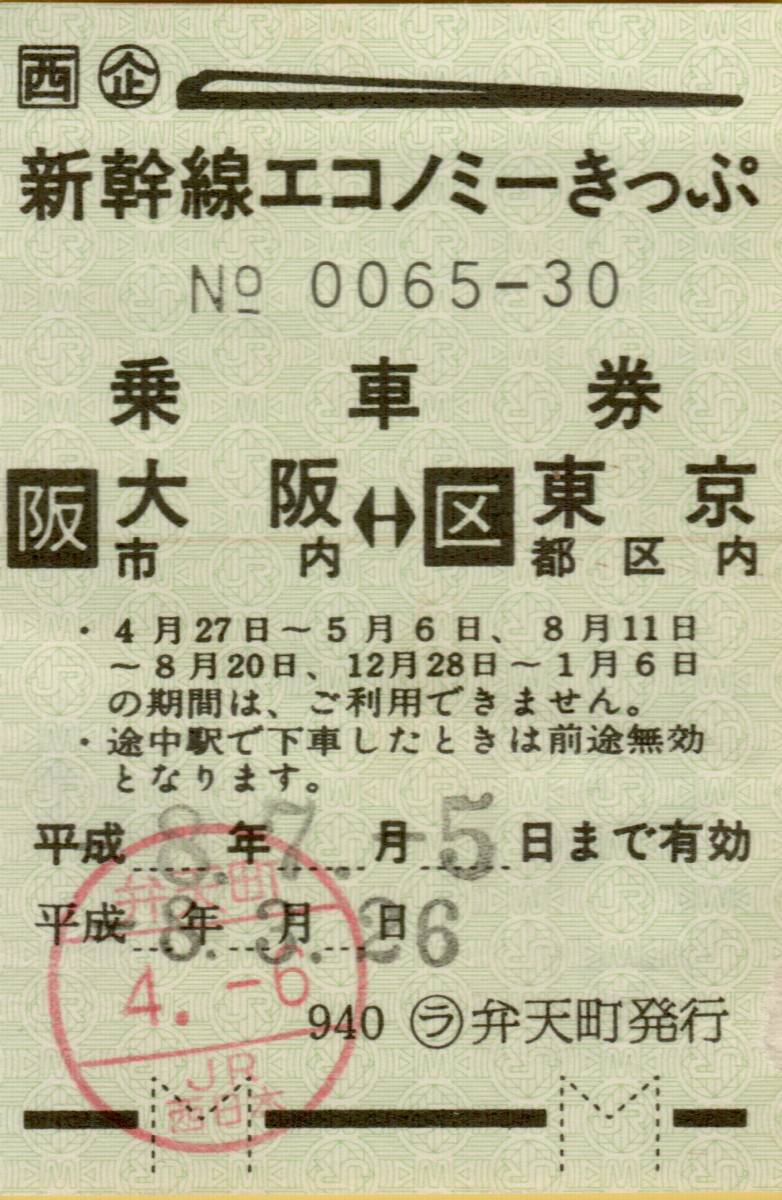 西 企
新幹線エコノミーきっぷ
№ 0065-30
乗車券
阪 大阪市内 ↔ 区 東京都区内
・4月27日～5月6日、8月11日
～8月20日、12月28日～1月6日
の期間は、ご利用できません。
・途中駅で下車したときは前途無効
となります。
平成 8.年 7.月 -5日まで有効
平成 -8.年 3.月 26日
弁天町
4. -6
JR
西日本
940 ラ 弁天町発行